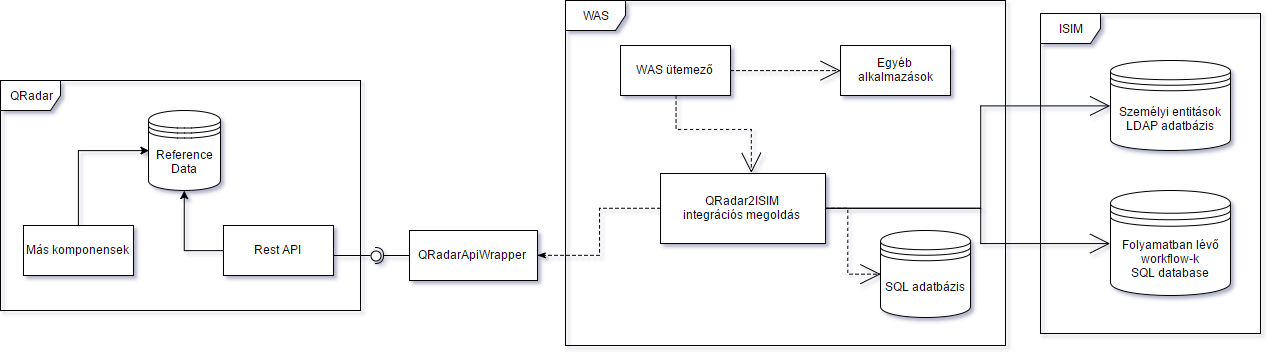 QRadar
Reference
Data
Más komponensek
Rest API
QRadarApiWrapper
WAS
WAS ütemező
Egyéb
alkalmazások
QRadar2ISIM
integrációs megoldás
SQL adatbázis
ISIM
Személyi entitások
LDAP adatbázis
Folyamatban lévő
workflow-k
SQL database